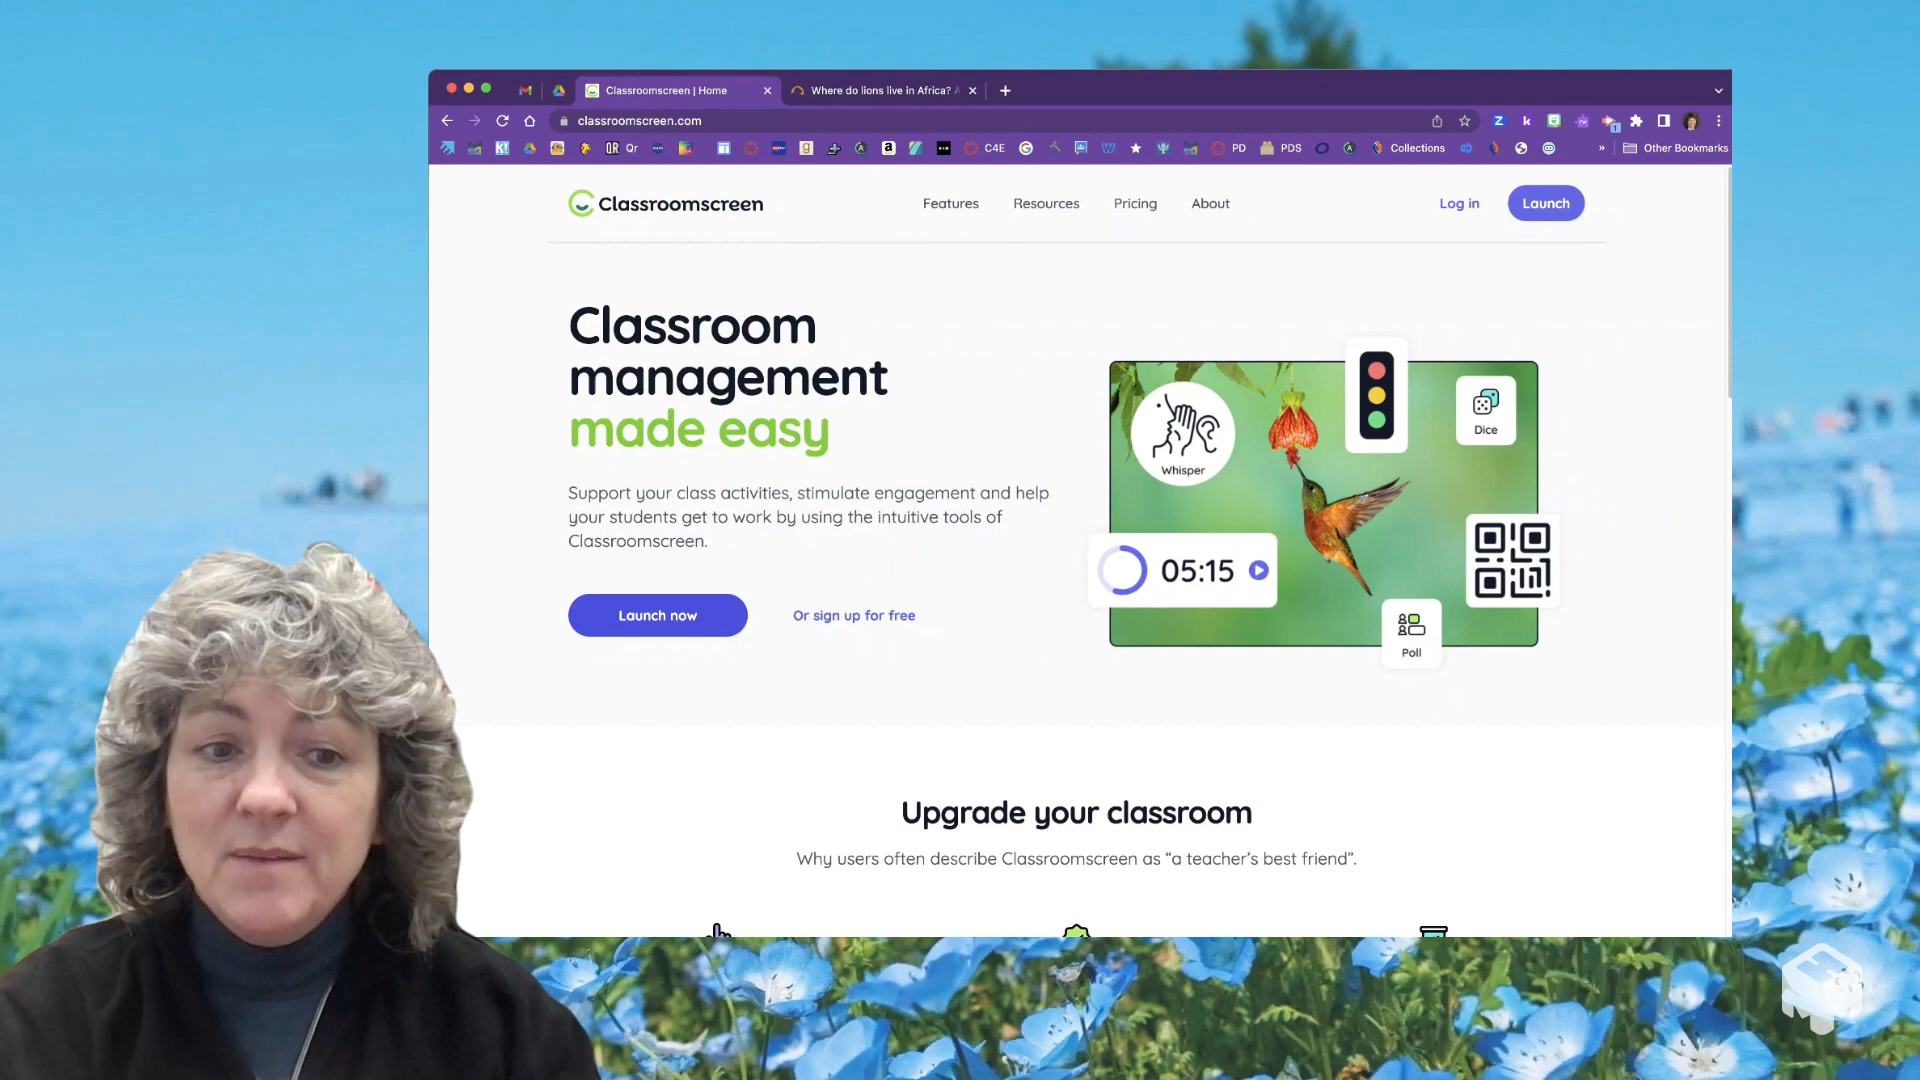 Classroomscreen | Home
Where do lions live in Africa? A
classroomscreen.com
QR Qr
C4E
PD
PDS
Collections
Other Bookmarks
Classroomscreen
Features
Resources
Pricing
About
Log in
Launch
Classroom
management
made easy
Support your class activities, stimulate engagement and help
your students get to work by using the intuitive tools of
Classroomscreen.
Launch now
Or sign up for free
Whisper
Dice
05:15
Poll
Upgrade your classroom
Why users often describe Classroomscreen as “a teacher’s best friend”.